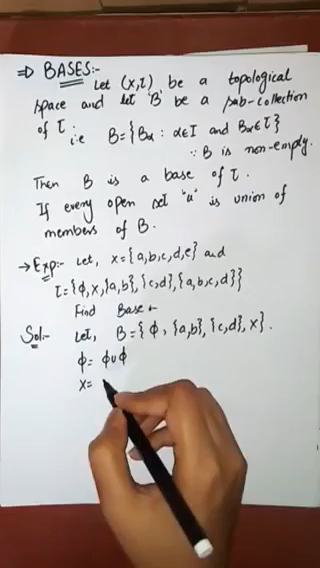 ⇒ BASES:-
Let (X,τ) be a topological
space and let 'B' be a sub-collection
of τ. i.e B={Bα : α∈I and Bα∈τ}
∵ B is non-empty.
Then B is a base of τ.
If every open set "u" is union of
members of B.
→ Exp:- Let, X={a,b,c,d,e} and
τ={ϕ,X,{a,b},{c,d},{a,b,c,d}}
Find Base.
Sol:- Let, B={ϕ, {a,b}, {c,d}, X}.
ϕ= ϕ∪ϕ
X=